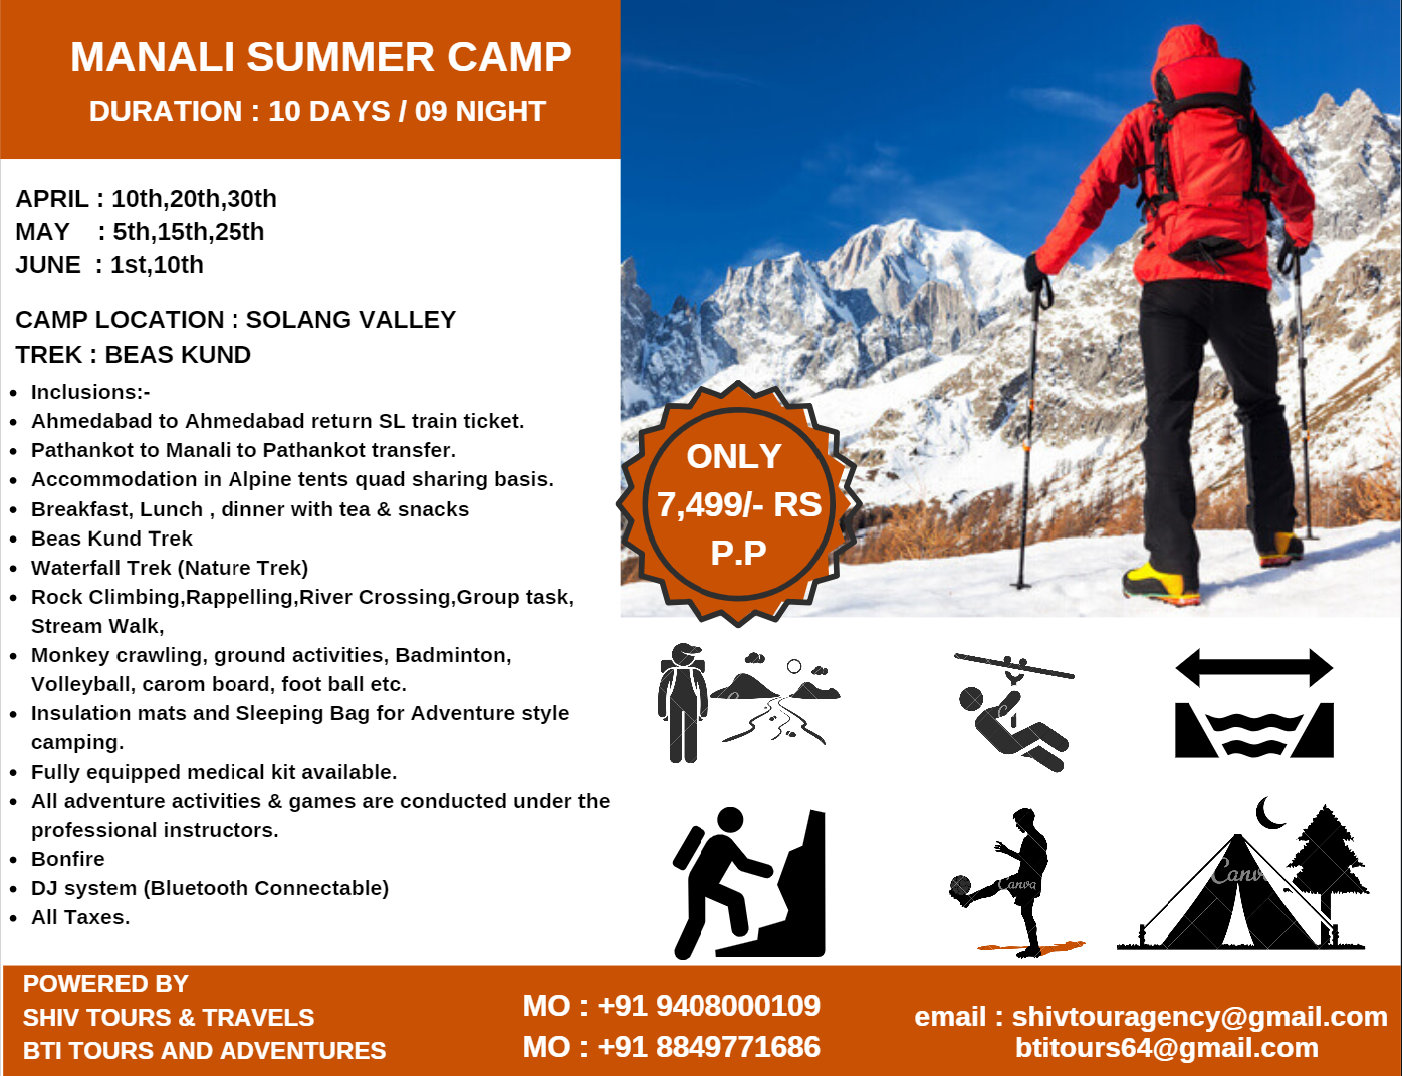 MANALI SUMMER CAMP
DURATION : 10 DAYS / 09 NIGHT
APRIL : 10th,20th,30th
MAY : 5th,15th,25th
JUNE : 1st,10th
CAMP LOCATION : SOLANG VALLEY
TREK : BEAS KUND
• Inclusions:-
• Ahmedabad to Ahmedabad return SL train ticket.
• Pathankot to Manali to Pathankot transfer.
• Accommodation in Alpine tents quad sharing basis.
• Breakfast, Lunch , dinner with tea & snacks
• Beas Kund Trek
• Waterfall Trek (Nature Trek)
• Rock Climbing,Rappelling,River Crossing,Group task,
Stream Walk,
• Monkey crawling, ground activities, Badminton,
Volleyball, carom board, foot ball etc.
• Insulation mats and Sleeping Bag for Adventure style
camping.
• Fully equipped medical kit available.
• All adventure activities & games are conducted under the
professional instructors.
• Bonfire
• DJ system (Bluetooth Connectable)
• All Taxes.
ONLY
7,499/- RS
P.P
Canva
Canva
POWERED BY
SHIV TOURS & TRAVELS
BTI TOURS AND ADVENTURES
MO : +91 9408000109
MO : +91 8849771686
email : shivtouragency@gmail.com
btitours64@gmail.com